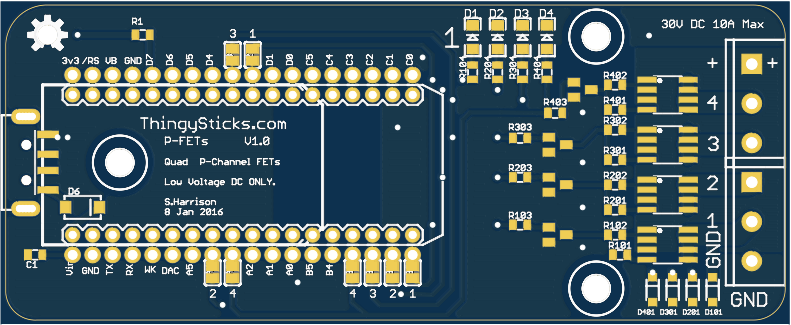 R1
3 1
D1 D2 D3 D4
1
30V DC 10A Max
3v3 /RS VB GND D7 D6 D5 D4 D1 D0 C5 C4 C3 C2 C1 C0
R104 R204 R304 R404
+ +
R402
R403
R401
4
ThingySticks.com
P-FETs V1.0
Quad P-Channel FETs
Low Voltage DC ONLY.
S.Harrison
8 Jan 2016
R302
R303
3
R301
R203
R202
2
D6
R201
R103
1
R102
R101
GND
C1
Vin GND TX RX WK DAC A5 A2 A1 A0 B5 B4
2 4 4 3 2 1
D401 D301 D201 D101
GND